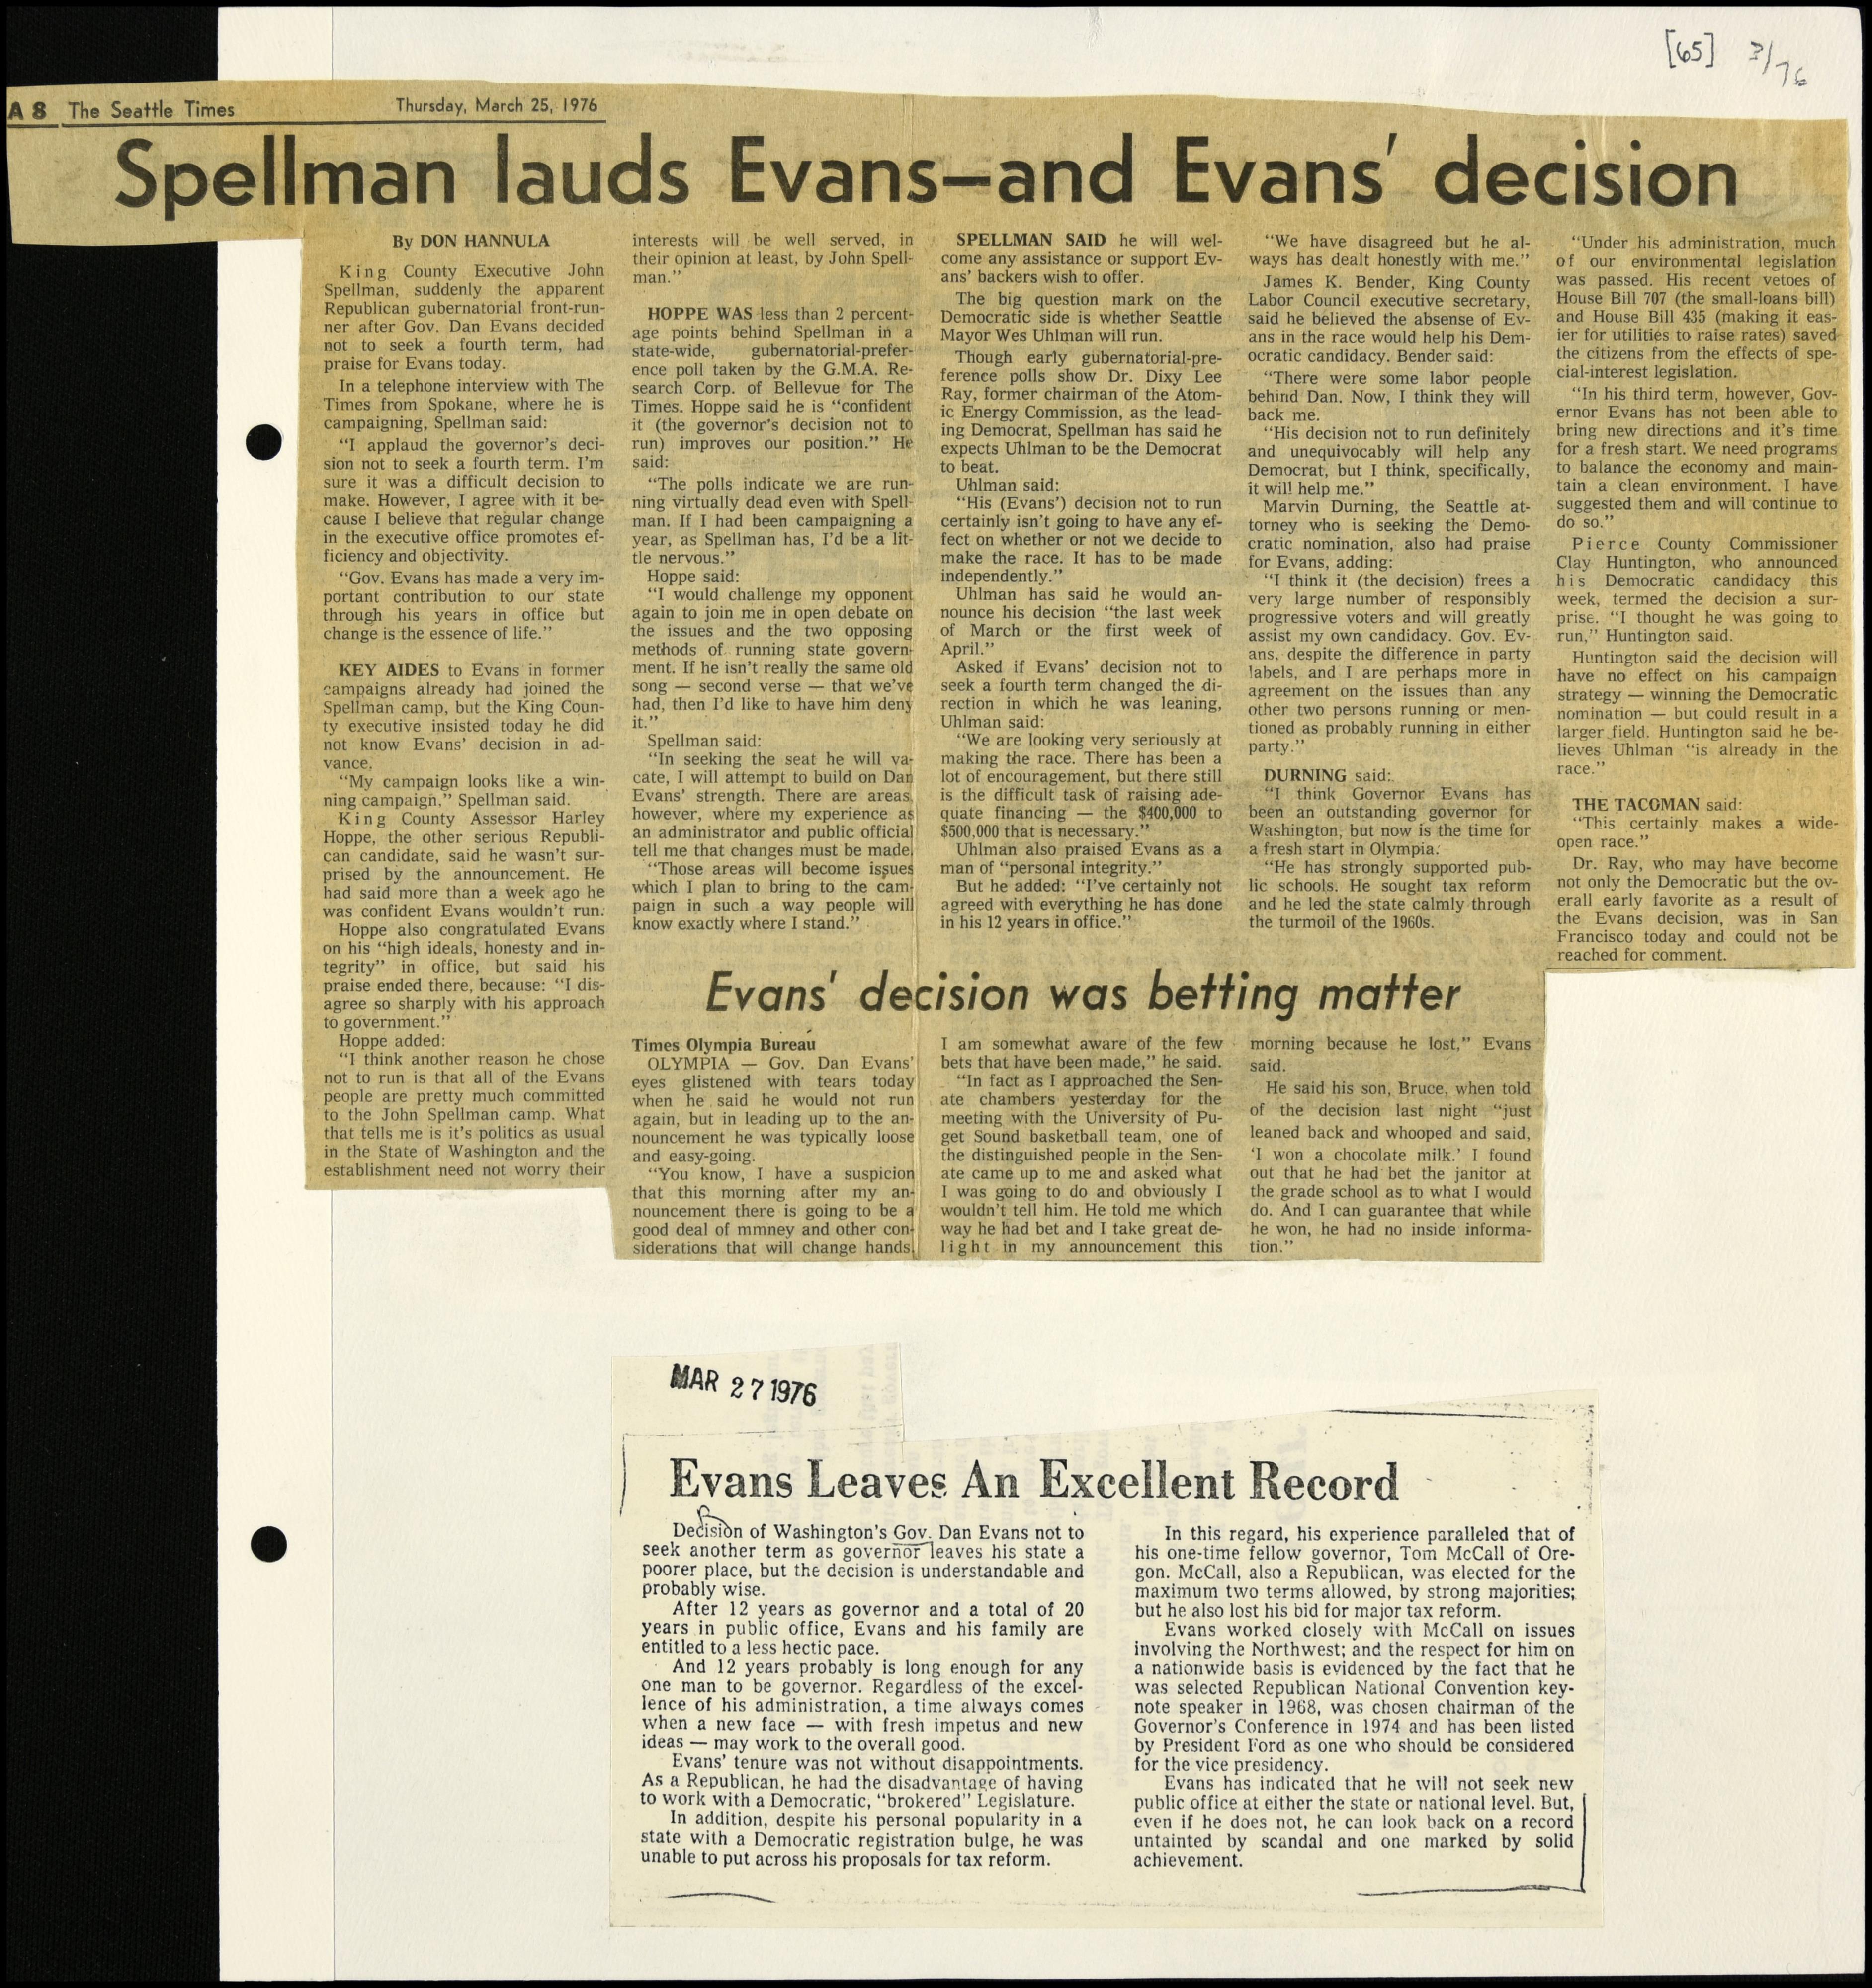 [65] 3/76
A 8 The Seattle Times Thursday, March 25, 1976
Spellman lauds Evans—and Evans' decision
By DON HANNULA
King County Executive John
Spellman, suddenly the apparent
Republican gubernatorial front-run-
ner after Gov. Dan Evans decided
not to seek a fourth term, had
praise for Evans today.
In a telephone interview with The
Times from Spokane, where he is
campaigning, Spellman said:
"I applaud the governor's deci-
sion not to seek a fourth term. I'm
sure it was a difficult decision to
make. However, I agree with it be-
cause I believe that regular change
in the executive office promotes ef-
ficiency and objectivity.
"Gov. Evans has made a very im-
portant contribution to our state
through his years in office but
change is the essence of life."
KEY AIDES to Evans in former
campaigns already had joined the
Spellman camp, but the King Coun-
ty executive insisted today he did
not know Evans' decision in ad-
vance.
"My campaign looks like a win-
ning campaign," Spellman said.
King County Assessor Harley
Hoppe, the other serious Republi-
can candidate, said he wasn't sur-
prised by the announcement. He
had said more than a week ago he
was confident Evans wouldn't run.
Hoppe also congratulated Evans
on his "high ideals, honesty and in-
tegrity" in office, but said his
praise ended there, because: "I dis-
agree so sharply with his approach
to government."
Hoppe added:
"I think another reason he chose
not to run is that all of the Evans
people are pretty much committed
to the John Spellman camp. What
that tells me is it's politics as usual
in the State of Washington and the
establishment need not worry their
interests will be well served, in
their opinion at least, by John Spell-
man."
HOPPE WAS less than 2 percent-
age points behind Spellman in a
state-wide, gubernatorial-prefer-
ence poll taken by the G.M.A. Re-
search Corp. of Bellevue for The
Times. Hoppe said he is "confident
it (the governor's decision not to
run) improves our position." He
said:
"The polls indicate we are run-
ning virtually dead even with Spell-
man. If I had been campaigning a
year, as Spellman has, I'd be a lit-
tle nervous."
Hoppe said:
"I would challenge my opponent
again to join me in open debate on
the issues and the two opposing
methods of running state govern-
ment. If he isn't really the same old
song — second verse — that we've
had, then I'd like to have him deny
it."
Spellman said:
"In seeking the seat he will va-
cate, I will attempt to build on Dan
Evans' strength. There are areas,
however, where my experience as
an administrator and public official
tell me that changes must be made.
"Those areas will become issues
which I plan to bring to the cam-
paign in such a way people will
know exactly where I stand."
SPELLMAN SAID he will wel-
come any assistance or support Ev-
ans' backers wish to offer.
The big question mark on the
Democratic side is whether Seattle
Mayor Wes Uhlman will run.
Though early gubernatorial-pre-
ference polls show Dr. Dixy Lee
Ray, former chairman of the Atom-
ic Energy Commission, as the lead-
ing Democrat, Spellman has said he
expects Uhlman to be the Democrat
to beat.
Uhlman said:
"His (Evans') decision not to run
certainly isn't going to have any ef-
fect on whether or not we decide to
make the race. It has to be made
independently."
Uhlman has said he would an-
nounce his decision "the last week
of March or the first week of
April."
Asked if Evans' decision not to
seek a fourth term changed the di-
rection in which he was leaning,
Uhlman said:
"We are looking very seriously at
making the race. There has been a
lot of encouragement, but there still
is the difficult task of raising ade-
quate financing — the $400,000 to
$500,000 that is necessary."
Uhlman also praised Evans as a
man of "personal integrity."
But he added: "I've certainly not
agreed with everything he has done
in his 12 years in office."
"We have disagreed but he al-
ways has dealt honestly with me."
James K. Bender, King County
Labor Council executive secretary,
said he believed the absense of Ev-
ans in the race would help his Dem-
ocratic candidacy. Bender said:
"There were some labor people
behind Dan. Now, I think they will
back me.
"His decision not to run definitely
and unequivocably will help any
Democrat, but I think, specifically,
it will help me."
Marvin Durning, the Seattle at-
torney who is seeking the Demo-
cratic nomination, also had praise
for Evans, adding:
"I think it (the decision) frees a
very large number of responsibly
progressive voters and will greatly
assist my own candidacy. Gov. Ev-
ans, despite the difference in party
labels, and I are perhaps more in
agreement on the issues than any
other two persons running or men-
tioned as probably running in either
party."
DURNING said:
"I think Governor Evans has
been an outstanding governor for
Washington, but now is the time for
a fresh start in Olympia.
"He has strongly supported pub-
lic schools. He sought tax reform
and he led the state calmly through
the turmoil of the 1960s.
"Under his administration, much
of our environmental legislation
was passed. His recent vetoes of
House Bill 707 (the small-loans bill)
and House Bill 435 (making it eas-
ier for utilities to raise rates) saved
the citizens from the effects of spe-
cial-interest legislation.
"In his third term, however, Gov-
ernor Evans has not been able to
bring new directions and it's time
for a fresh start. We need programs
to balance the economy and main-
tain a clean environment. I have
suggested them and will continue to
do so."
Pierce County Commissioner
Clay Huntington, who announced
his Democratic candidacy this
week, termed the decision a sur-
prise. "I thought he was going to
run," Huntington said.
Huntington said the decision will
have no effect on his campaign
strategy — winning the Democratic
nomination — but could result in a
larger field. Huntington said he be-
lieves Uhlman "is already in the
race."
THE TACOMAN said:
"This certainly makes a wide-
open race."
Dr. Ray, who may have become
not only the Democratic but the ov-
erall early favorite as a result of
the Evans decision, was in San
Francisco today and could not be
reached for comment.
Evans' decision was betting matter
Times Olympia Bureau
OLYMPIA — Gov. Dan Evans'
eyes glistened with tears today
when he said he would not run
again, but in leading up to the an-
nouncement he was typically loose
and easy-going.
"You know, I have a suspicion
that this morning after my an-
nouncement there is going to be a
good deal of mmney and other con-
siderations that will change hands.
I am somewhat aware of the few
bets that have been made," he said.
"In fact as I approached the Sen-
ate chambers yesterday for the
meeting with the University of Pu-
get Sound basketball team, one of
the distinguished people in the Sen-
ate came up to me and asked what
I was going to do and obviously I
wouldn't tell him. He told me which
way he had bet and I take great de-
light in my announcement this
morning because he lost," Evans
said.
He said his son, Bruce, when told
of the decision last night "just
leaned back and whooped and said,
'I won a chocolate milk.' I found
out that he had bet the janitor at
the grade school as to what I would
do. And I can guarantee that while
he won, he had no inside informa-
tion."
MAR 27 1976
Evans Leaves An Excellent Record
Decision of Washington's Gov. Dan Evans not to
seek another term as governor leaves his state a
poorer place, but the decision is understandable and
probably wise.
After 12 years as governor and a total of 20
years in public office, Evans and his family are
entitled to a less hectic pace.
And 12 years probably is long enough for any
one man to be governor. Regardless of the excel-
lence of his administration, a time always comes
when a new face — with fresh impetus and new
ideas — may work to the overall good.
Evans' tenure was not without disappointments.
As a Republican, he had the disadvantage of having
to work with a Democratic, "brokered" Legislature.
In addition, despite his personal popularity in a
state with a Democratic registration bulge, he was
unable to put across his proposals for tax reform.
In this regard, his experience paralleled that of
his one-time fellow governor, Tom McCall of Ore-
gon. McCall, also a Republican, was elected for the
maximum two terms allowed, by strong majorities;
but he also lost his bid for major tax reform.
Evans worked closely with McCall on issues
involving the Northwest; and the respect for him on
a nationwide basis is evidenced by the fact that he
was selected Republican National Convention key-
note speaker in 1968, was chosen chairman of the
Governor's Conference in 1974 and has been listed
by President Ford as one who should be considered
for the vice presidency.
Evans has indicated that he will not seek new
public office at either the state or national level. But,
even if he does not, he can look back on a record
untainted by scandal and one marked by solid
achievement.